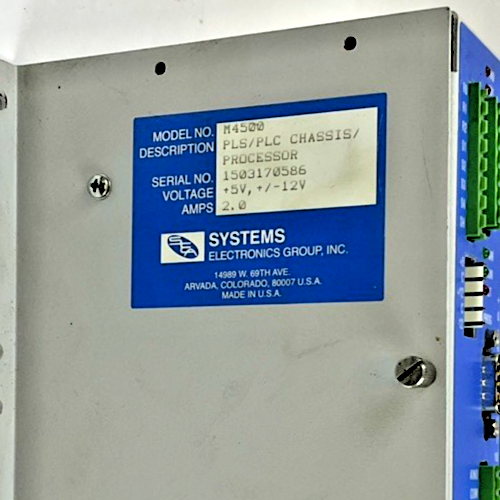 MODEL NO. M4500
DESCRIPTION PLS/PLC CHASSIS/
PROCESSOR
SERIAL NO. 1503170586
VOLTAGE +5V, +/-12V
AMPS 2.0
SEG SYSTEMS
ELECTRONICS GROUP, INC.
14989 W. 69TH AVE.
ARVADA, COLORADO, 80007 U.S.A.
MADE IN U.S.A.